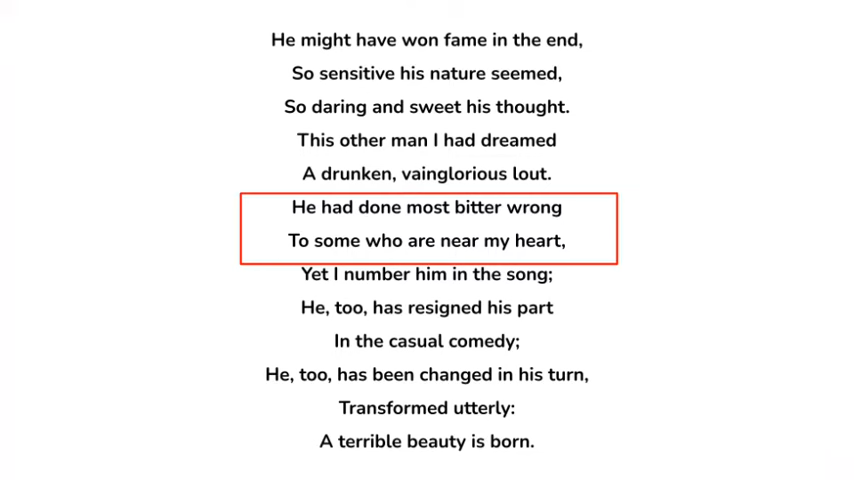 He might have won fame in the end,
So sensitive his nature seemed,
So daring and sweet his thought.
This other man I had dreamed
A drunken, vainglorious lout.
He had done most bitter wrong
To some who are near my heart,
Yet I number him in the song;
He, too, has resigned his part
In the casual comedy;
He, too, has been changed in his turn,
Transformed utterly:
A terrible beauty is born.